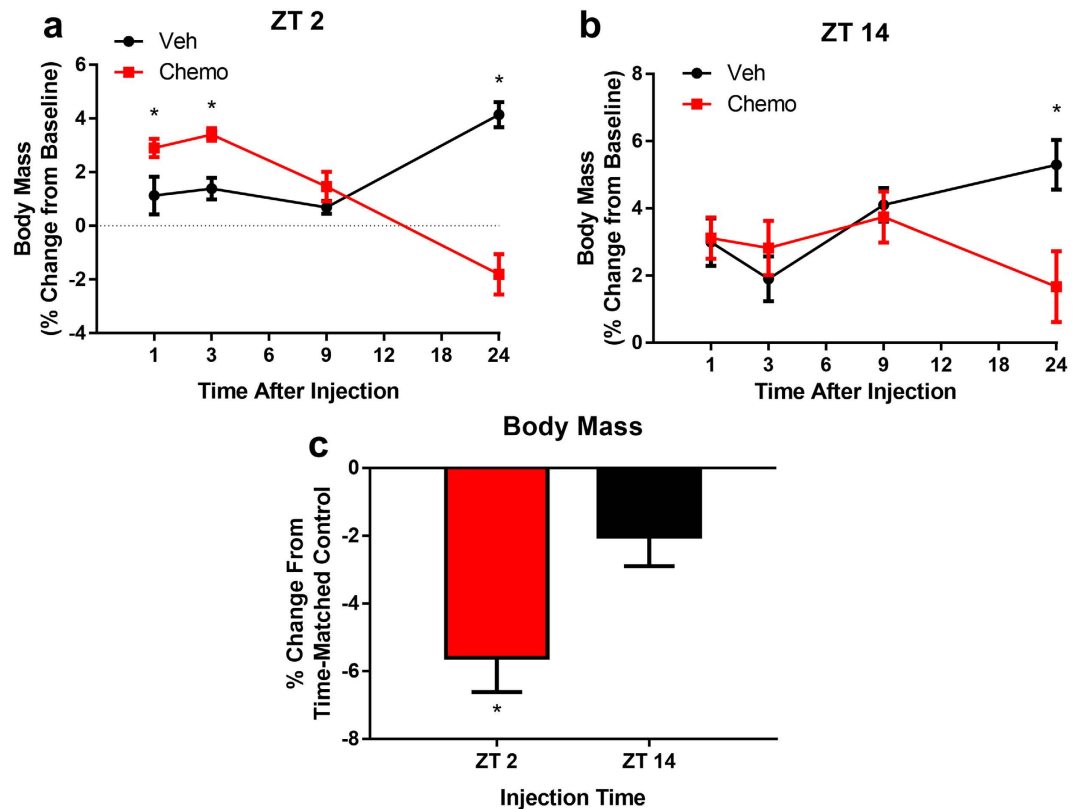 a
ZT 2
Veh
Chemo
Body Mass
(% Change from Baseline)
6
4
2
0
-2
-4
*
*
*
1 3 6 9 12 18 24
Time After Injection
b
ZT 14
Veh
Chemo
Body Mass
(% Change from Baseline)
8
6
4
2
0
*
1 3 6 9 12 18 24
Time After Injection
c
Body Mass
% Change From
Time-Matched Control
0
-2
-4
-6
-8
*
ZT 2 ZT 14
Injection Time